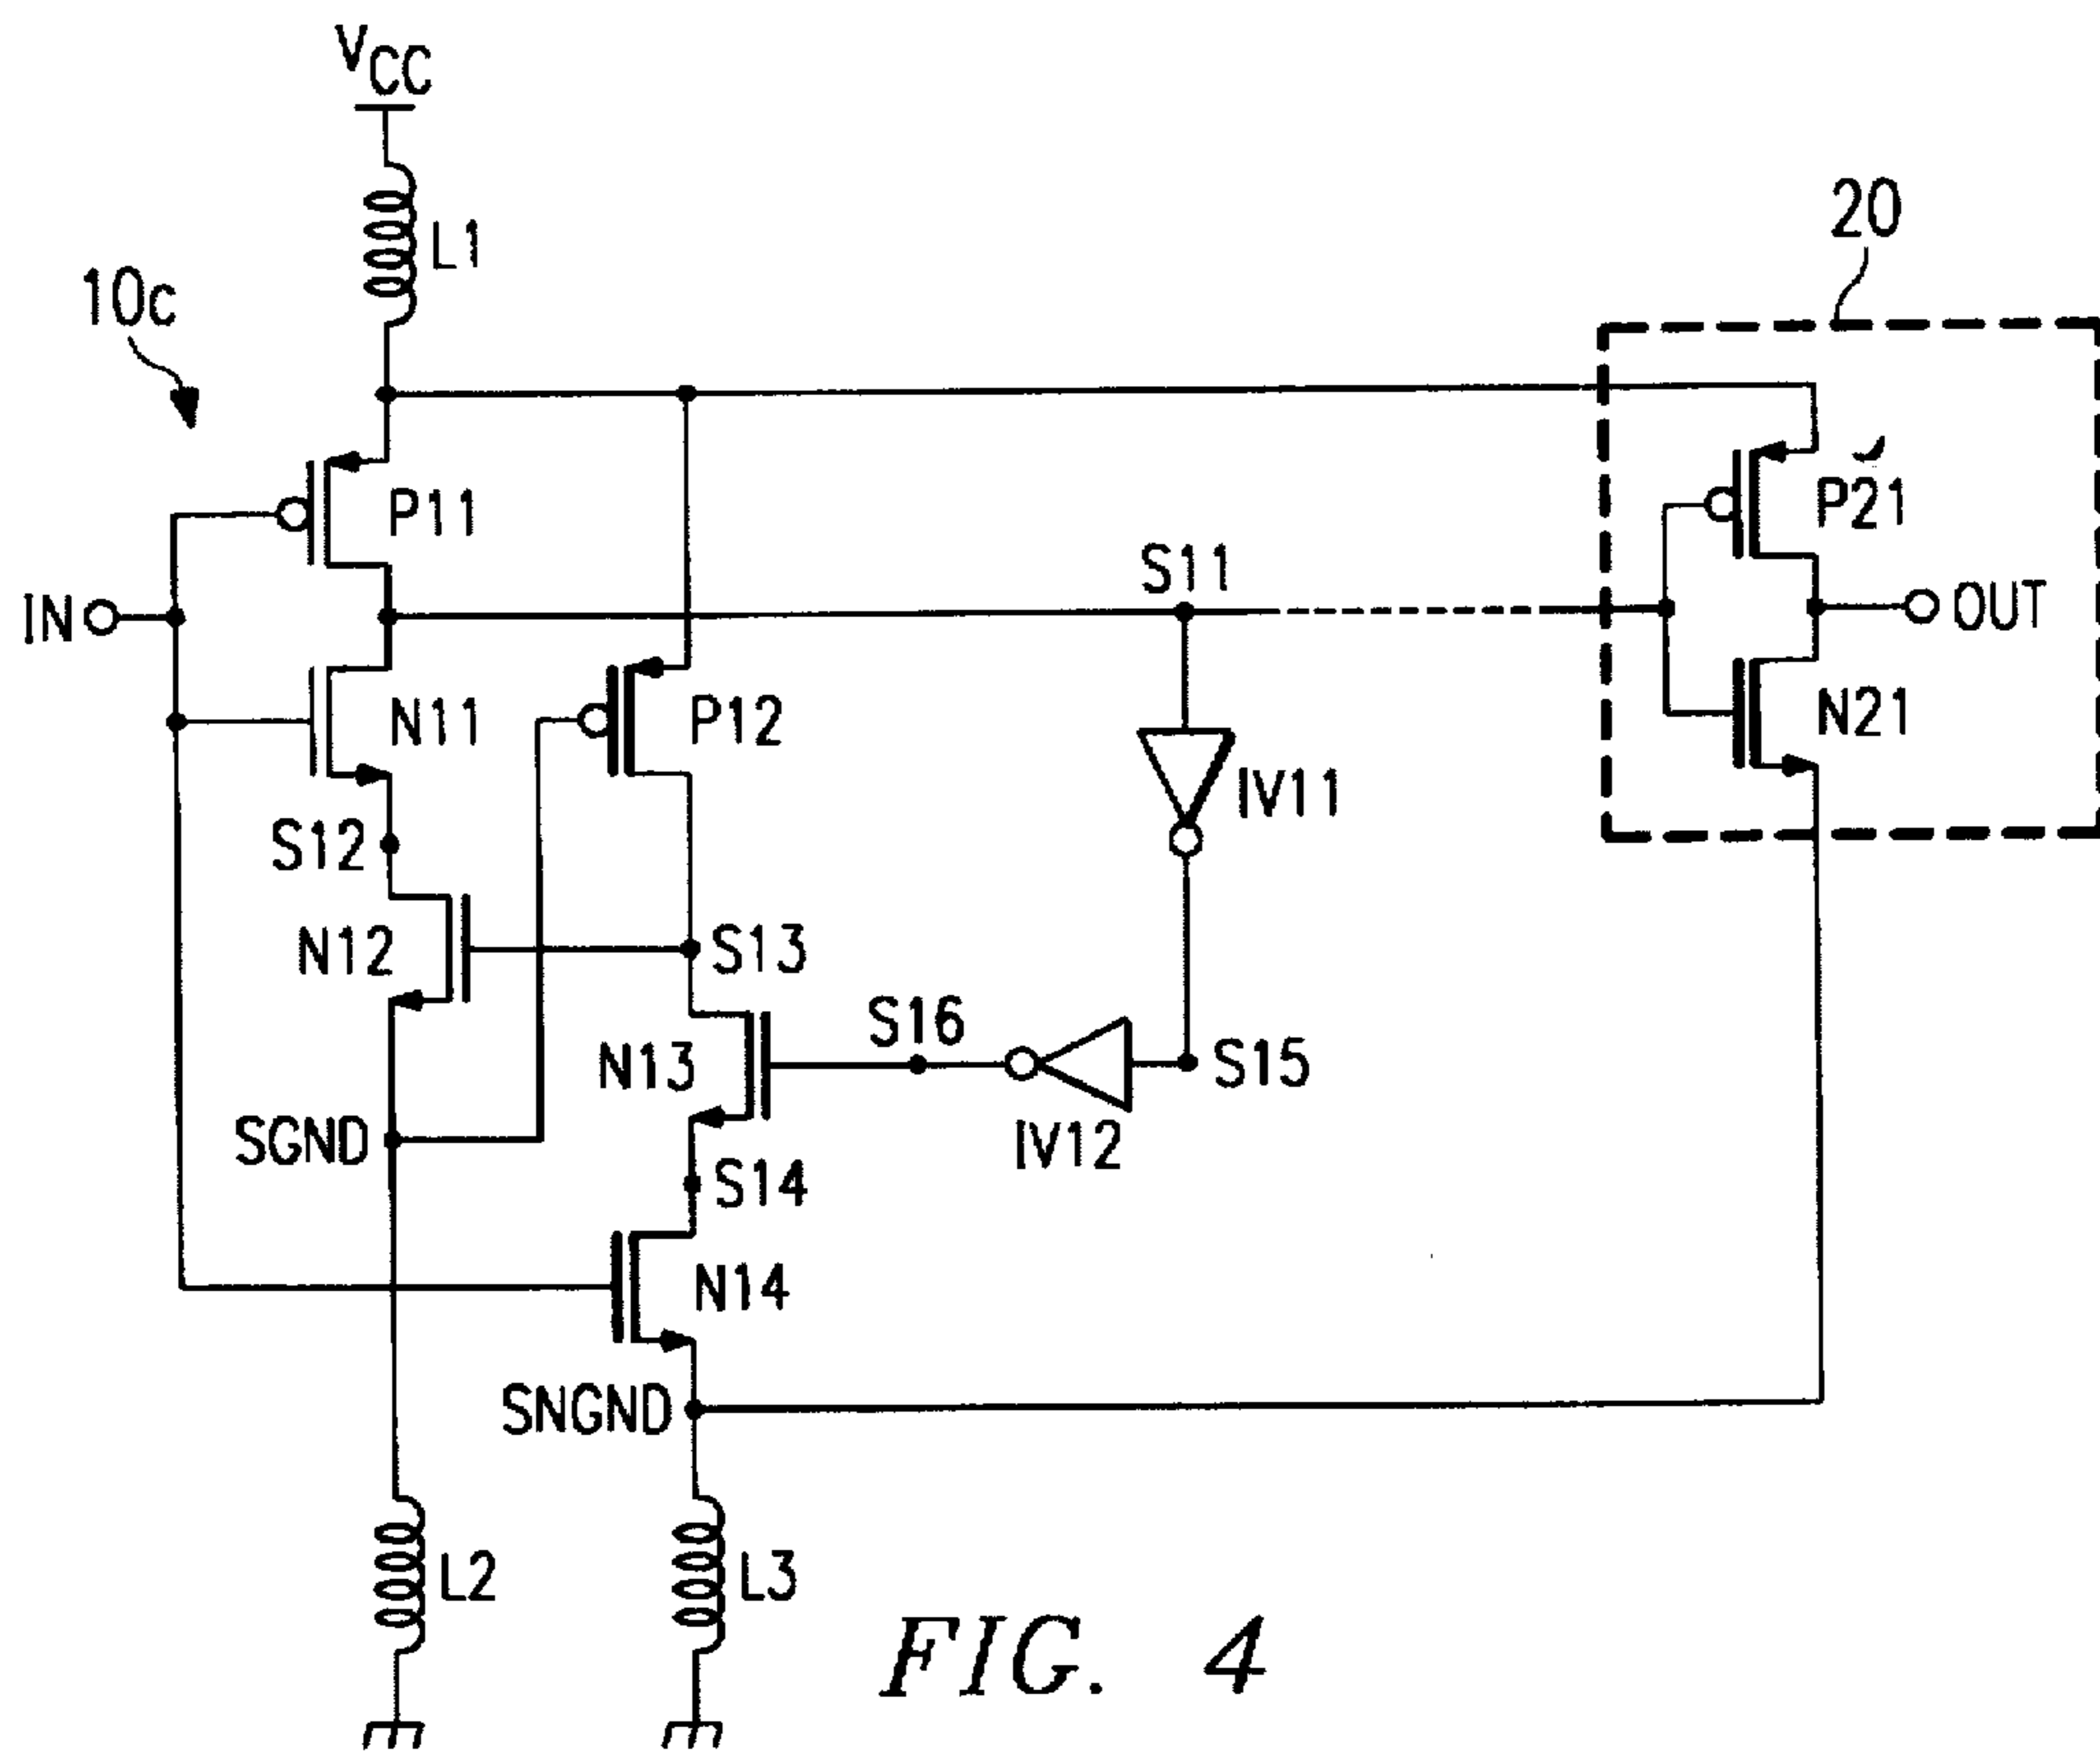 VCC
L1
20
10c
P11
P21
S11
IN
OUT
N11
P12
N21
IV11
S12
N12
S13
S16
N13
S15
SGND
IV12
S14
N14
SNGND
L2
L3
FIG. 4